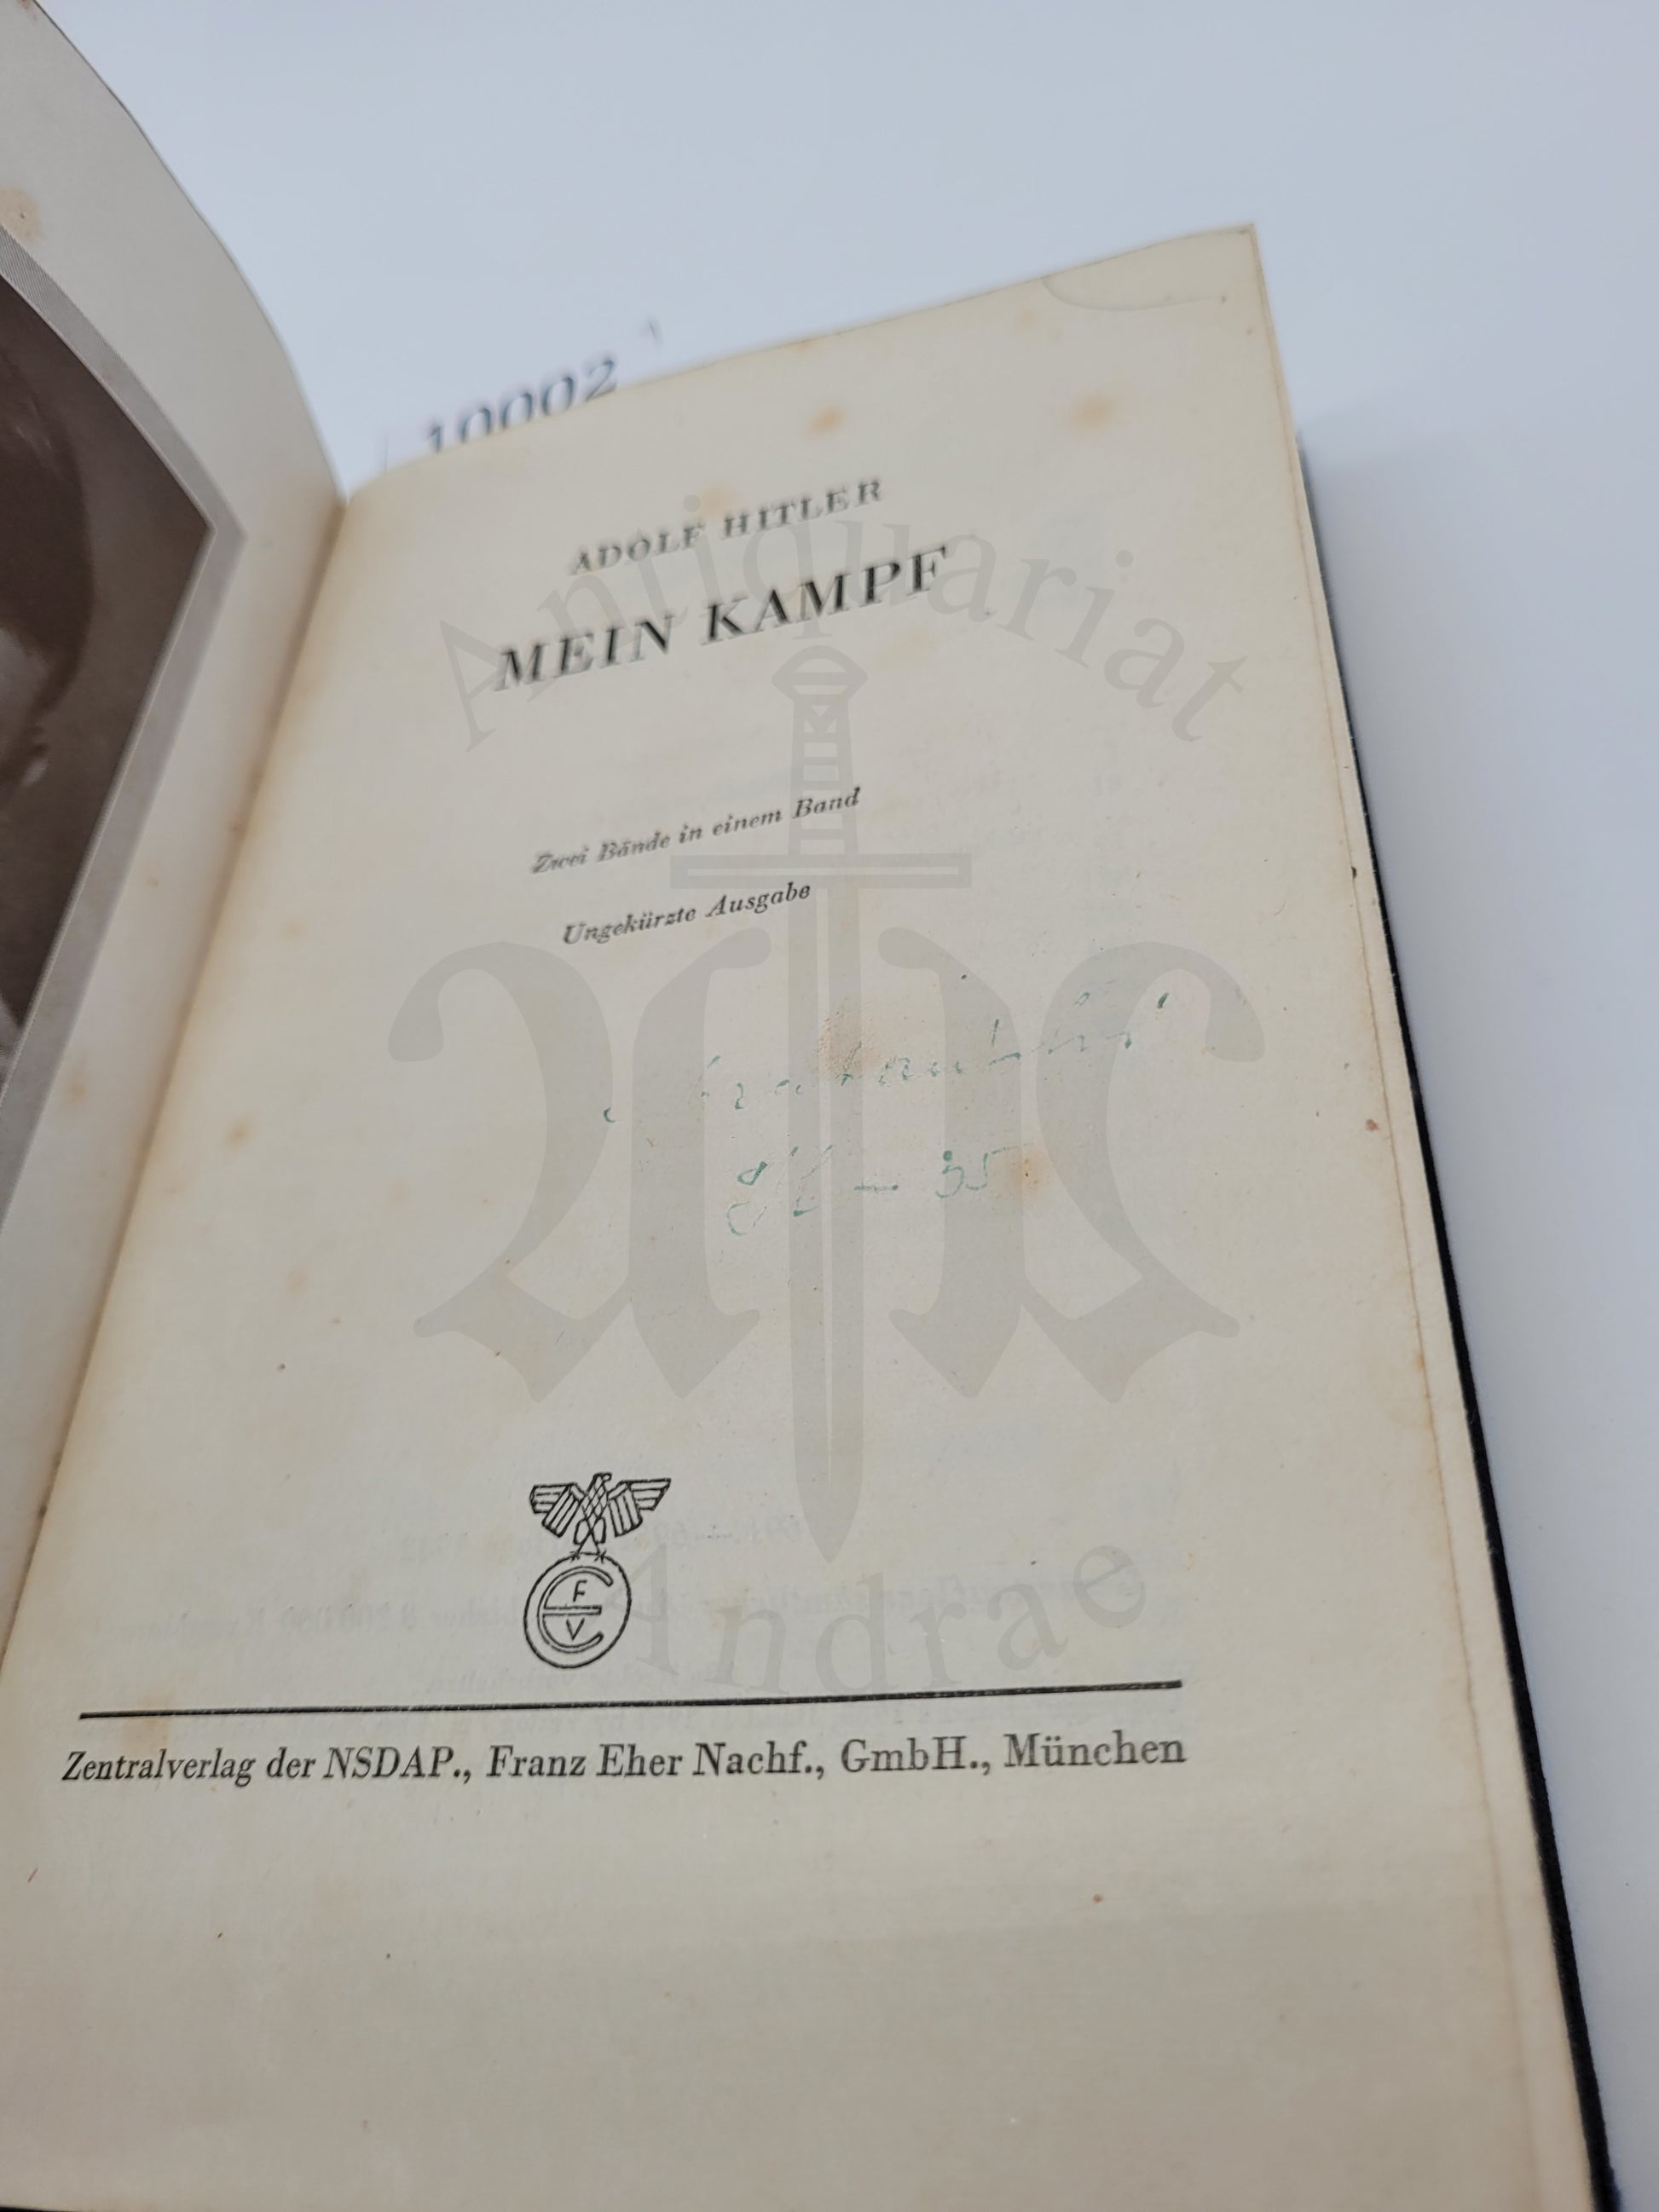 10002
ADOLF HITLER
MEIN KAMPF
Antiquariat
Zwei Bände in einem Band
Ungekürzte Ausgabe
35
F
V
Andrae
Zentralverlag der NSDAP., Franz Eher Nachf., GmbH., München